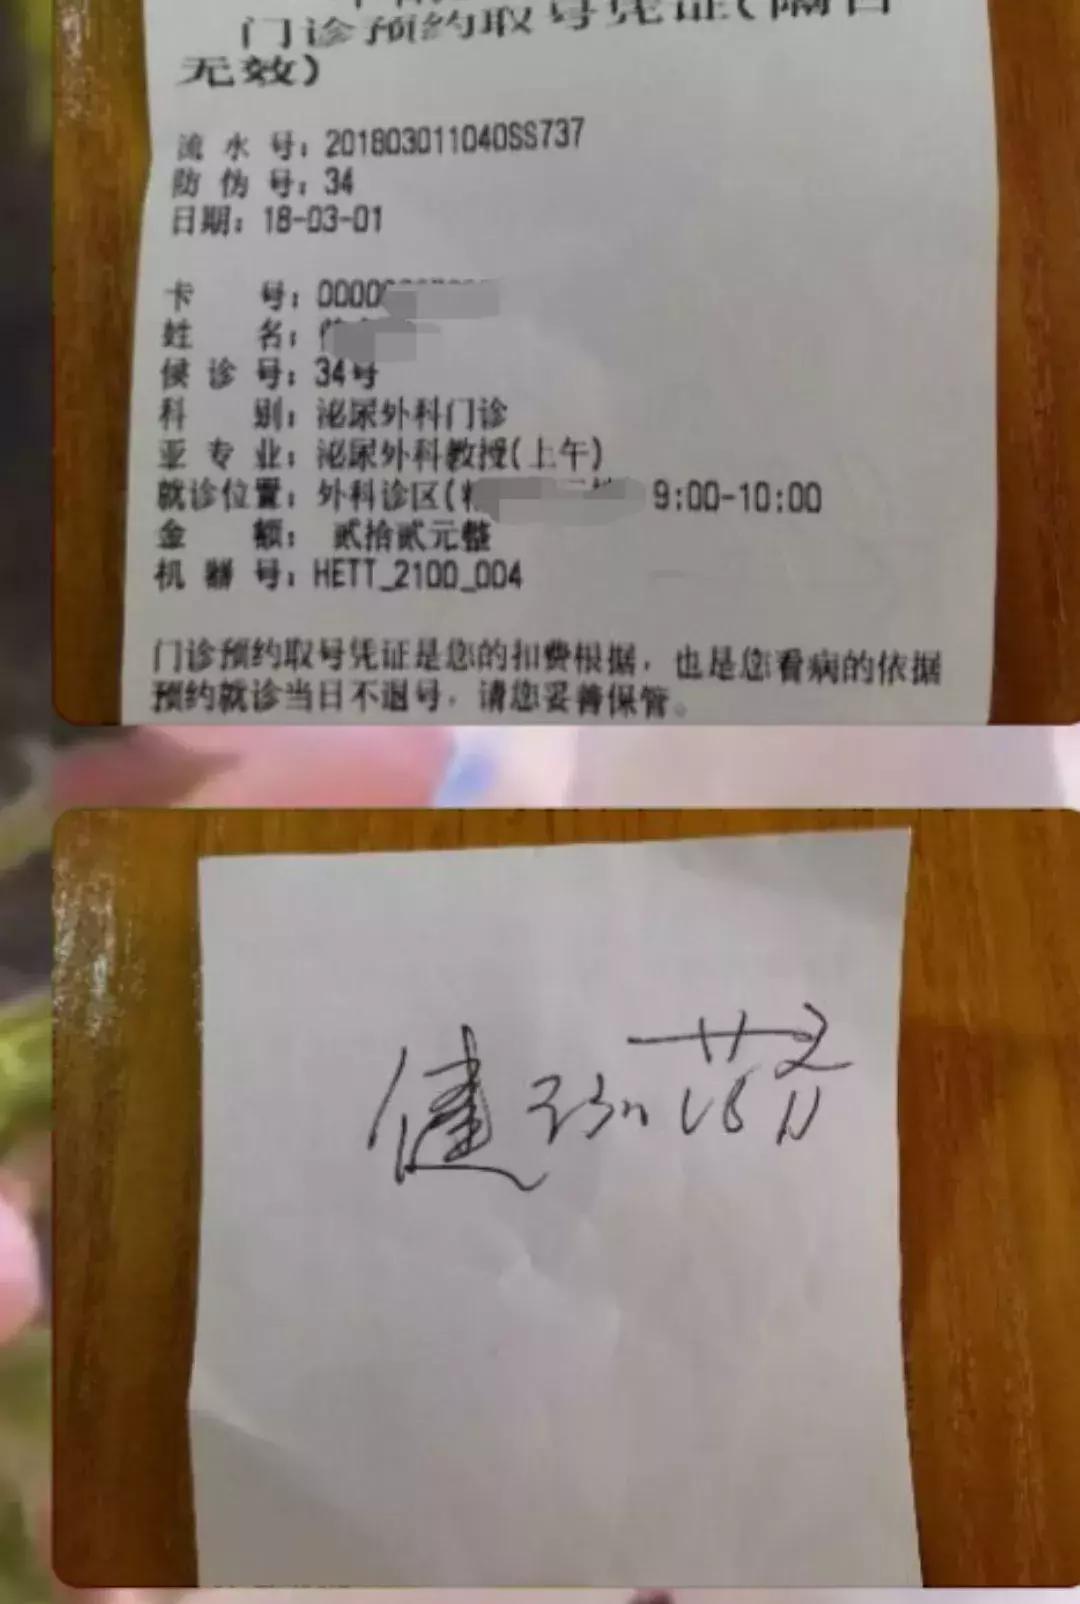 门诊预约取号凭证(隔日
无效)
流水号：201803011040SS737
防伪号：34
日期：18-03-01
卡 号：0000
姓 名：
候诊号：34号
科 别：泌尿外科门诊
亚专业：泌尿外科教授(上午)
就诊位置：外科诊区( 9:00-10:00
金 额： 贰拾贰元整
机器号：HETT_2100_004
门诊预约取号凭证是您的扣费根据，也是您看病的依据
预约就诊当日不退号，请您妥善保管。
健